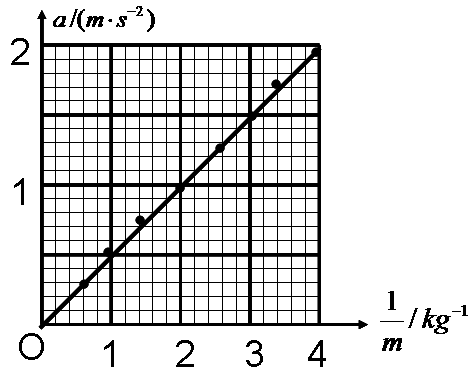 a/(m·s⁻²)
2
1
O 1 2 3 4
1/m / kg⁻¹